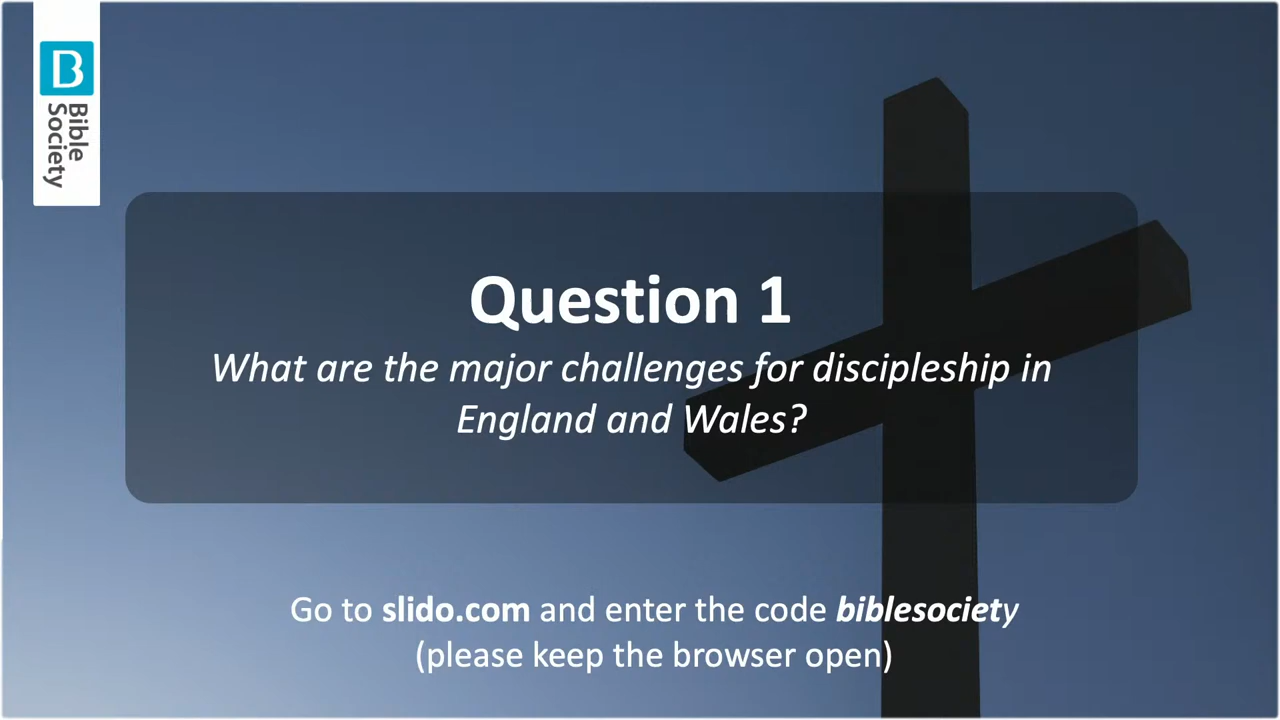 B
Bible
Society
Question 1
What are the major challenges for discipleship in
England and Wales?
Go to slido.com and enter the code biblesociety
(please keep the browser open)